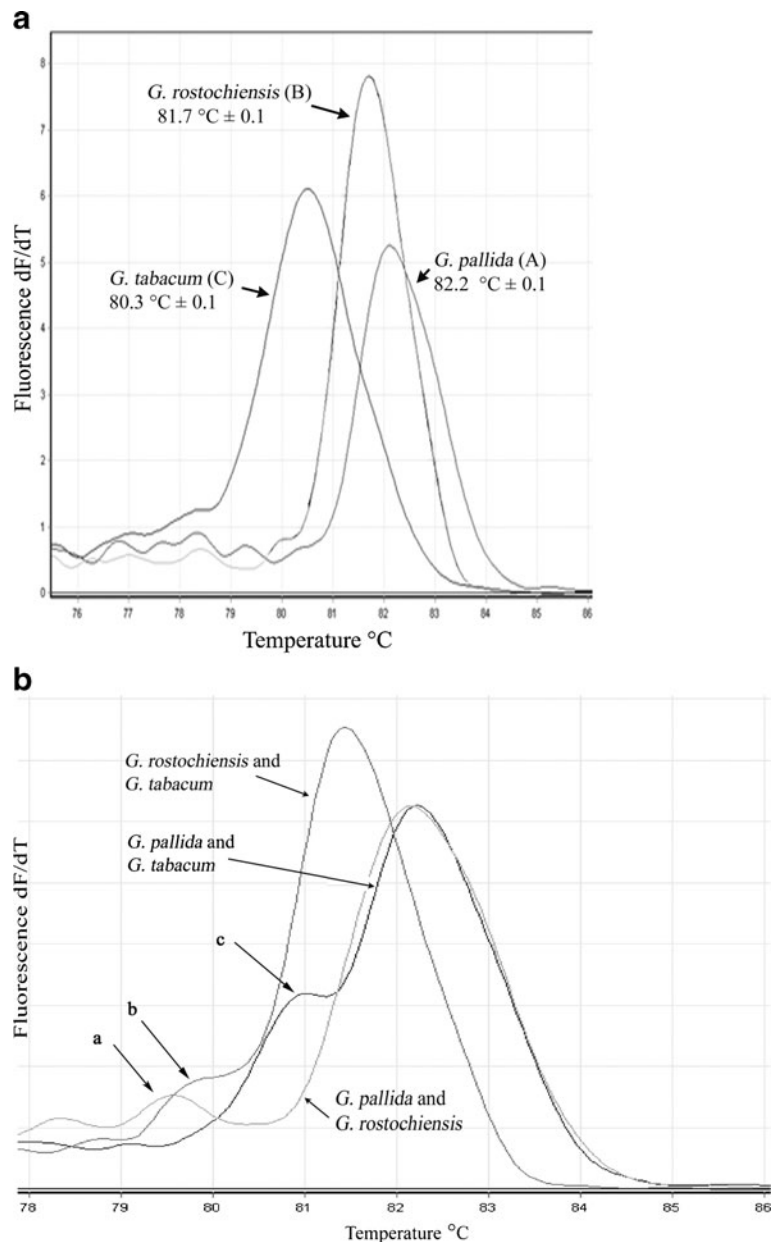 a
8
7
6
5
4
3
2
1
0
Fluorescence dF/dT
G. rostochiensis (B)
81.7 °C ± 0.1
G. tabacum (C)
80.3 °C ± 0.1
G. pallida (A)
82.2 °C ± 0.1
76 77 78 79 80 81 82 83 84 85 86
Temperature °C
b
Fluorescence dF/dT
G. rostochiensis and
G. tabacum
G. pallida and
G. tabacum
c
b
a
G. pallida and
G. rostochiensis
78 79 80 81 82 83 84 85 86
Temperature °C